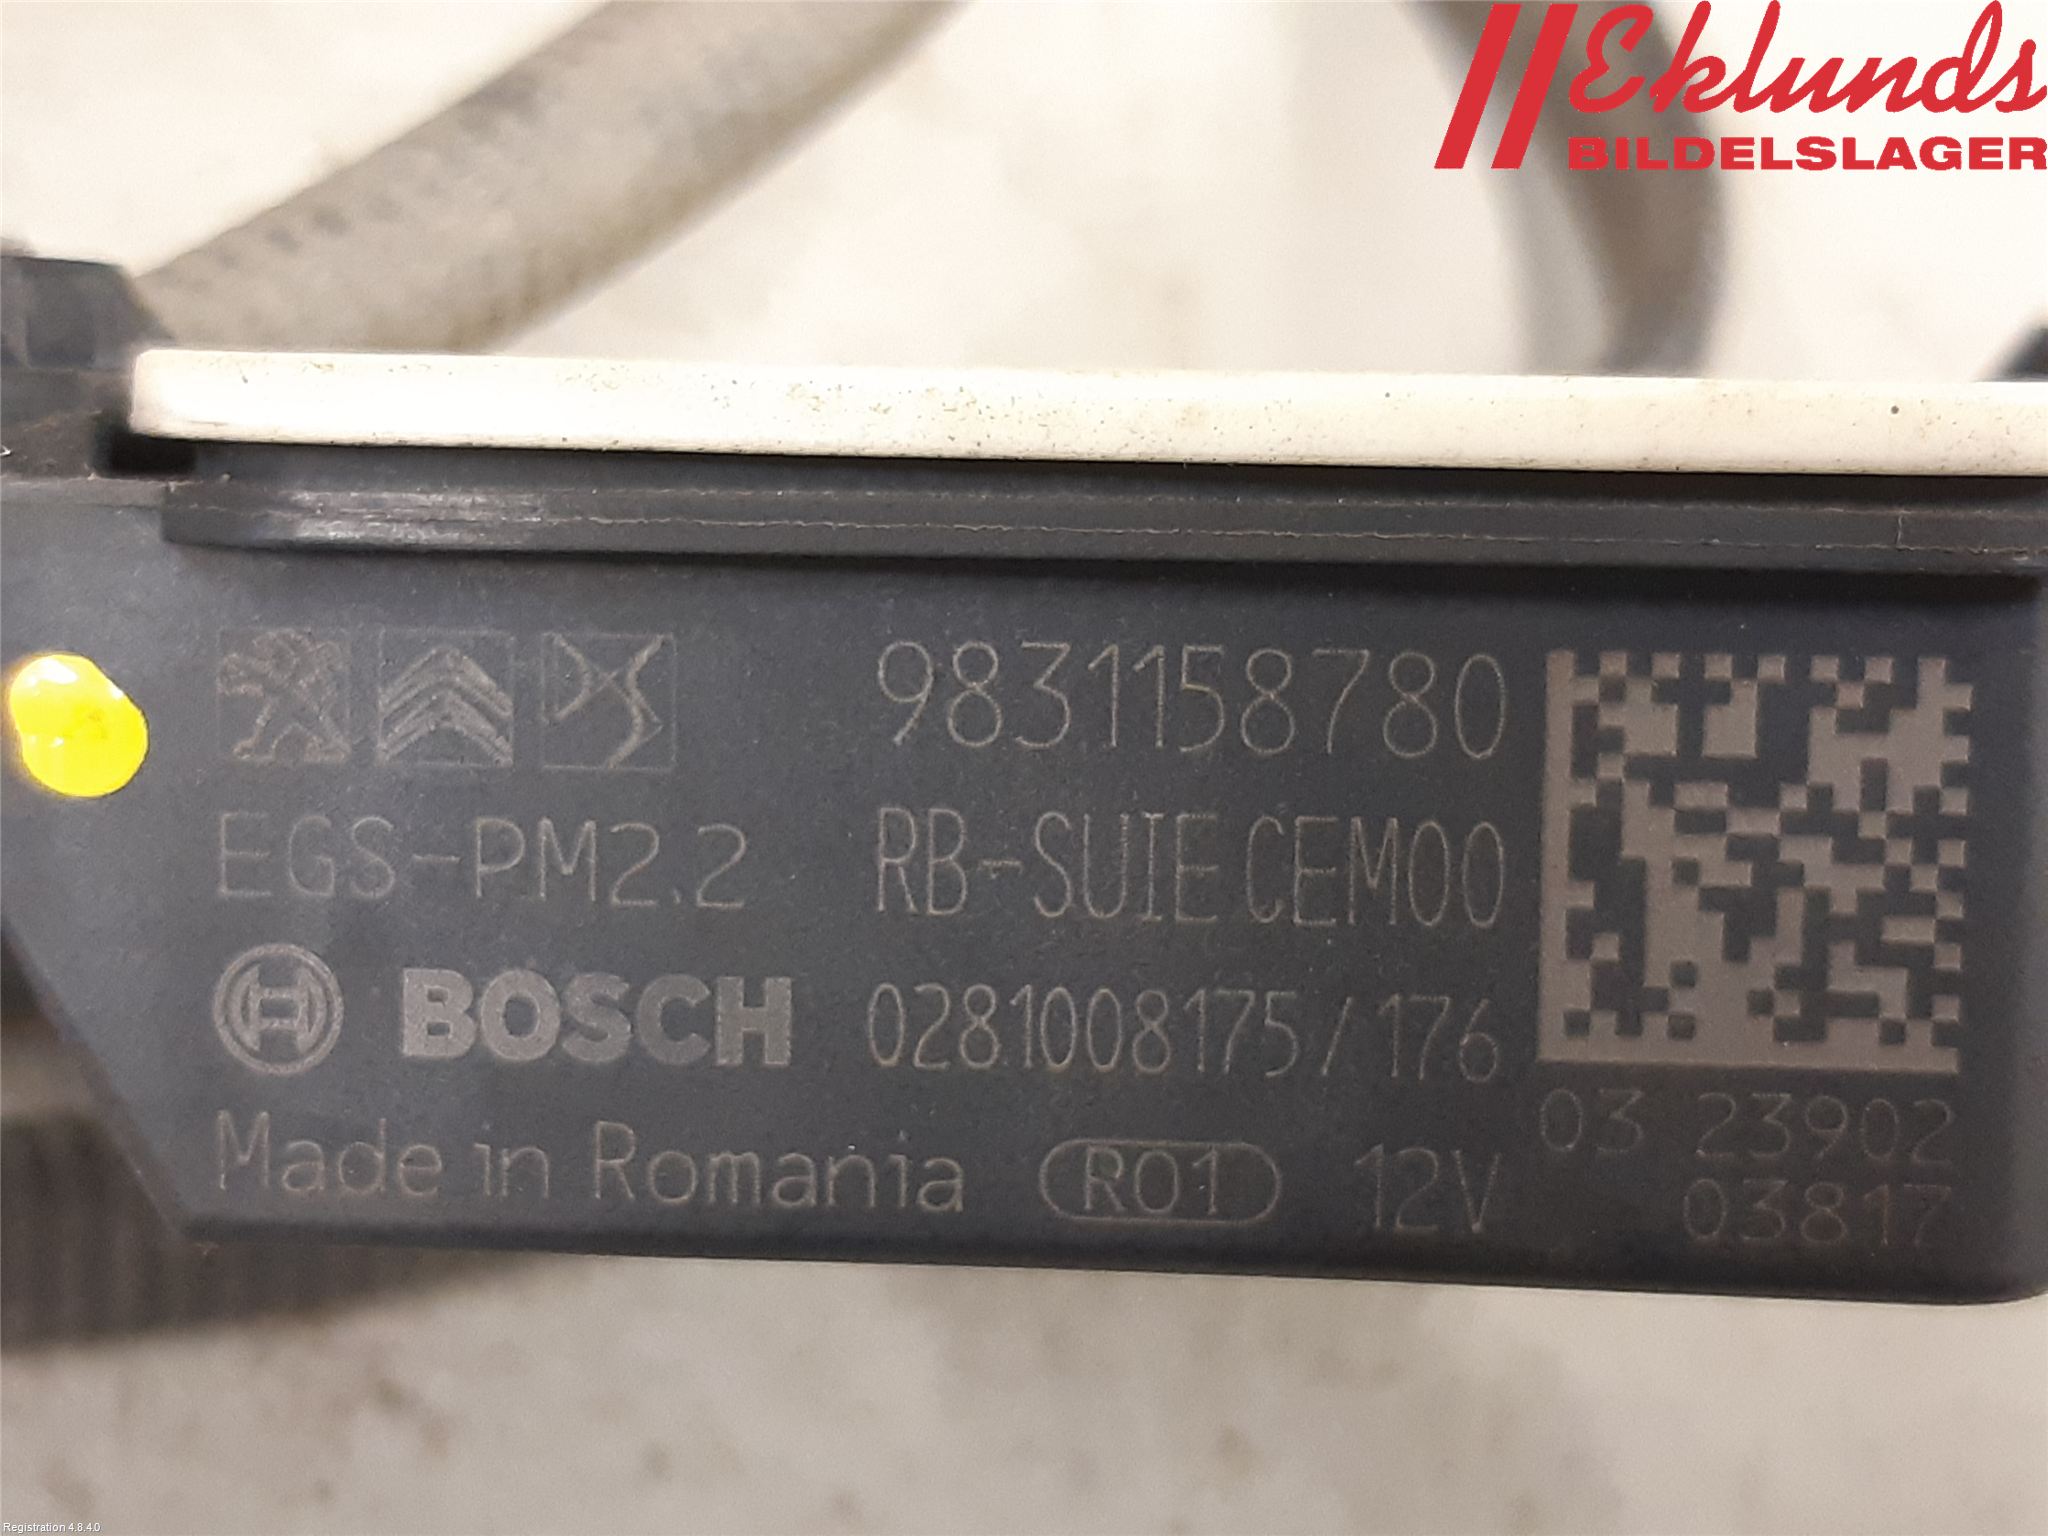 Eklunds
BILDELSLAGER
9831158780
EGS-PM2.2 RB-SUIE CEM00
BOSCH 0281008175/176
Made in Romania R01 12V
03 23902
03817
Registration 4.8.4.0